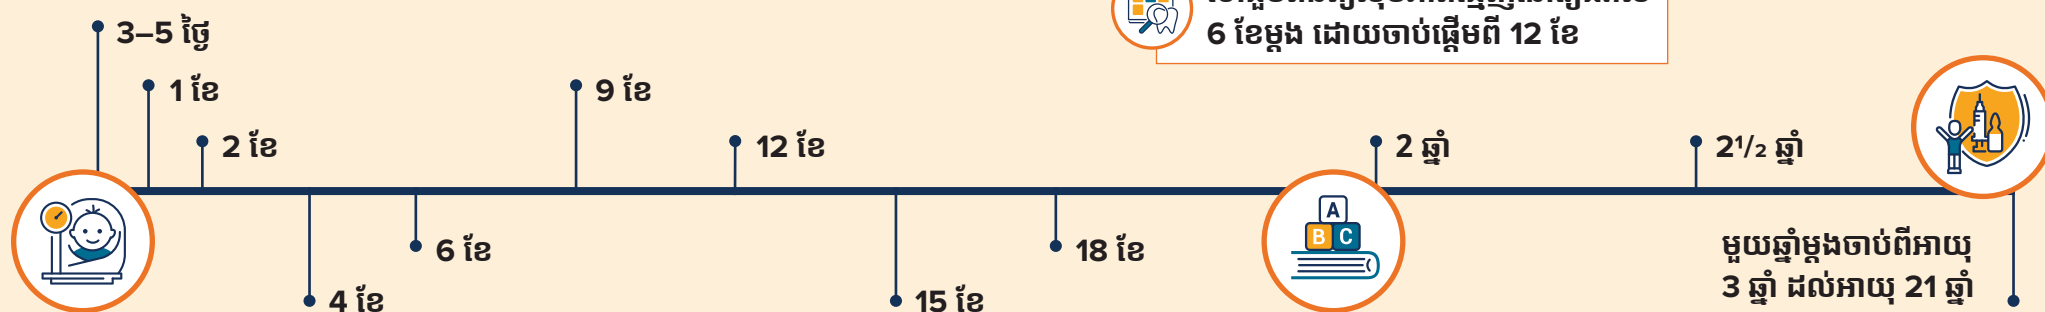 3–5 ថ្ងៃ
6 ខែម្ដង ដោយចាប់ផ្ដើមពី 12 ខែ
1 ខែ
9 ខែ
2 ខែ
12 ខែ
2 ឆ្នាំ
2¹/₂ ឆ្នាំ
A
B C
6 ខែ
18 ខែ
មួយឆ្នាំម្ដងចាប់ពីអាយុ
3 ឆ្នាំ ដល់អាយុ 21 ឆ្នាំ
4 ខែ
15 ខែ